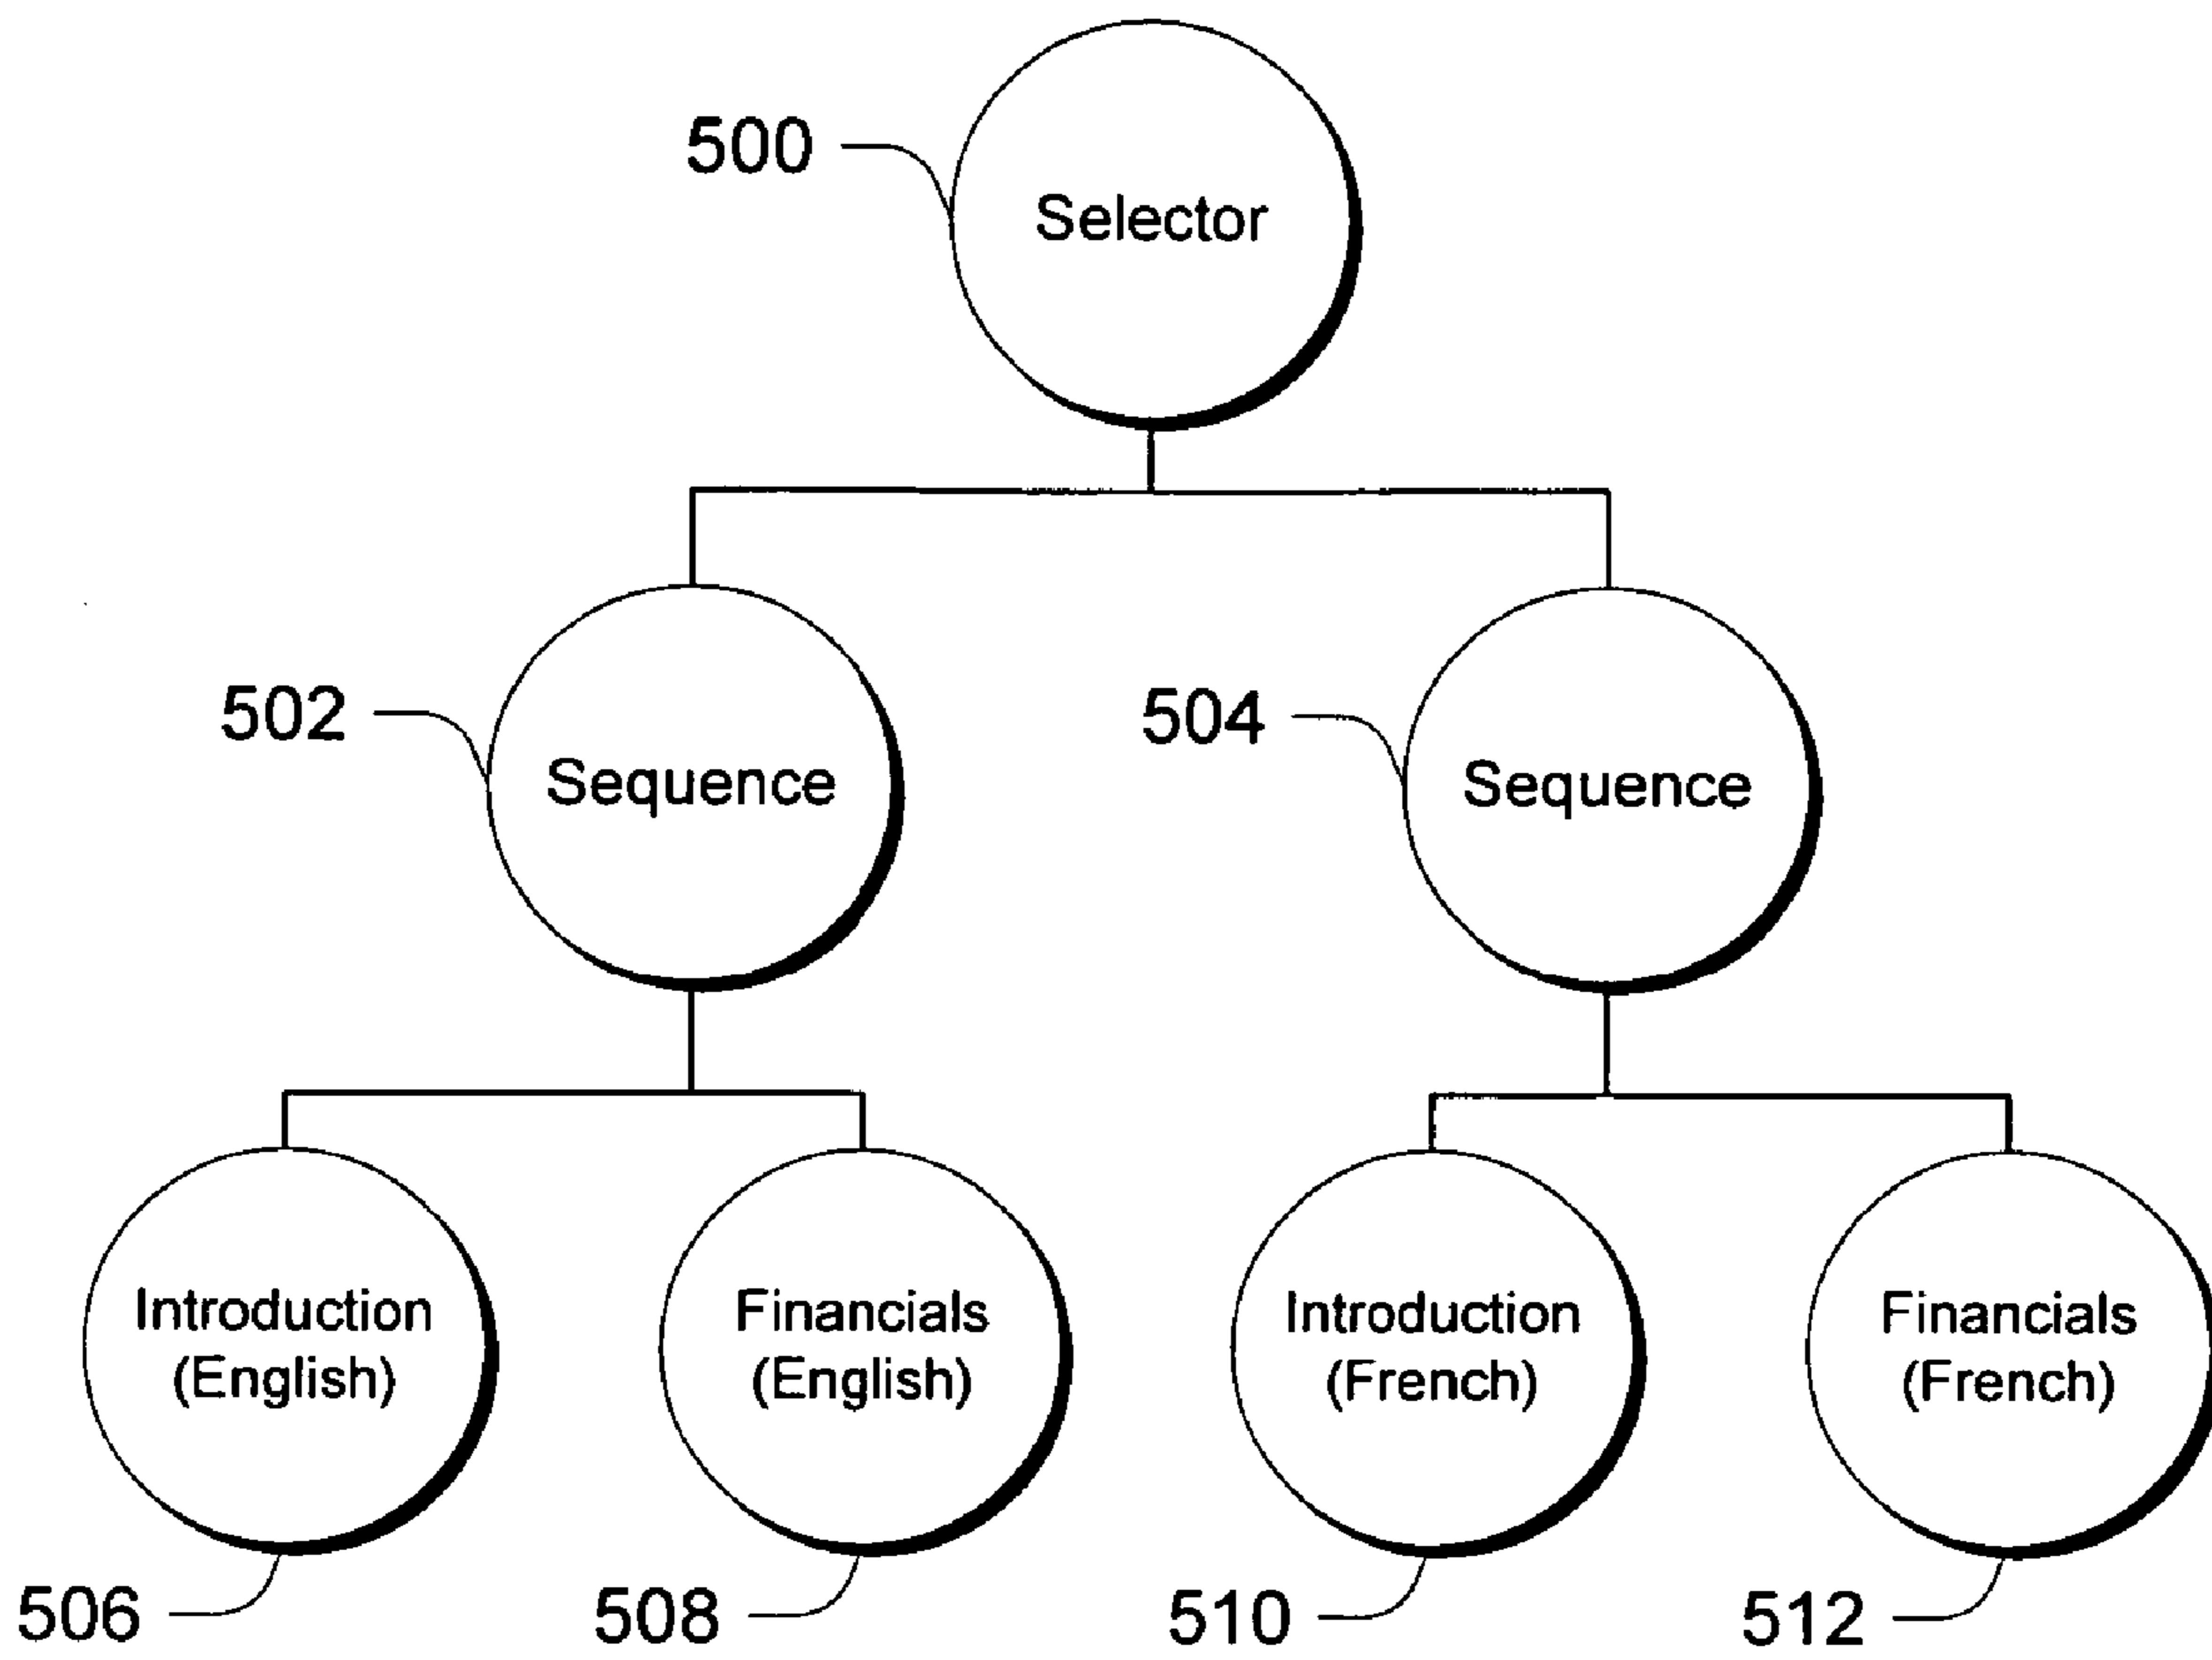 500
Selector
502
Sequence
504
Sequence
Introduction
(English)
Financials
(English)
Introduction
(French)
Financials
(French)
506
508
510
512